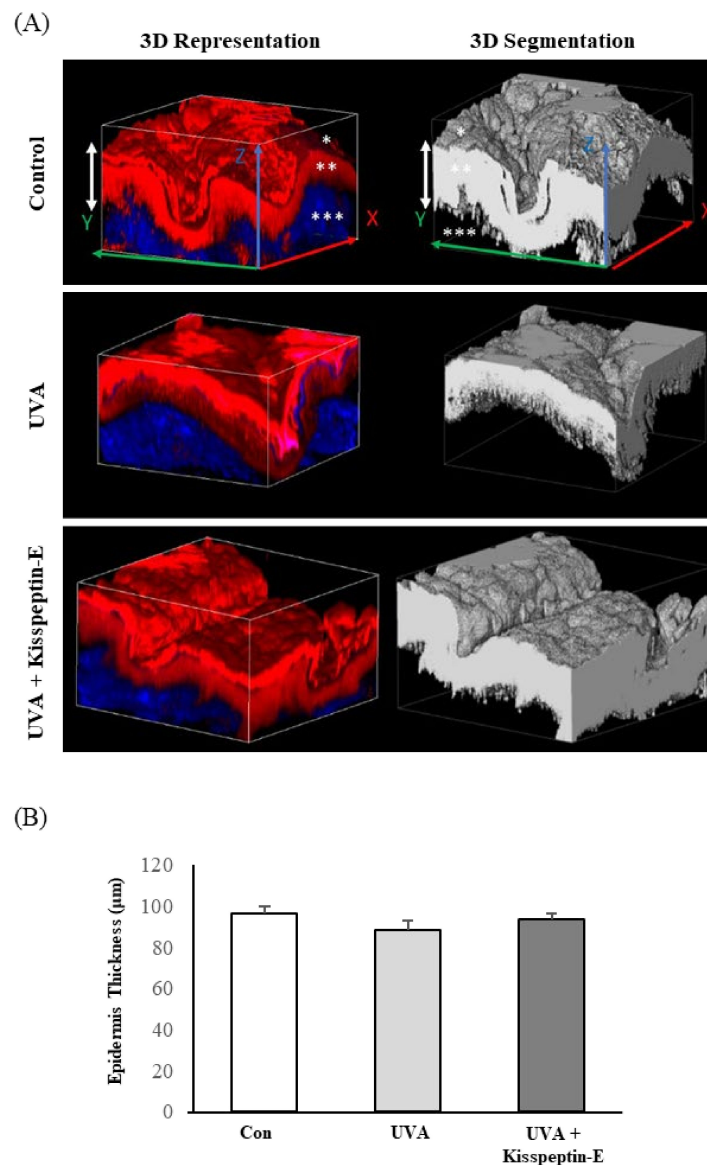 (A)
3D Representation
3D Segmentation
Control
*
**
***
Z
Y
X
*
**
***
Z
Y
X
UVA
UVA + Kisspeptin-E
(B)
Epidermis Thickness (μm)
120
100
80
60
40
20
0
Con
UVA
UVA +
Kisspeptin-E